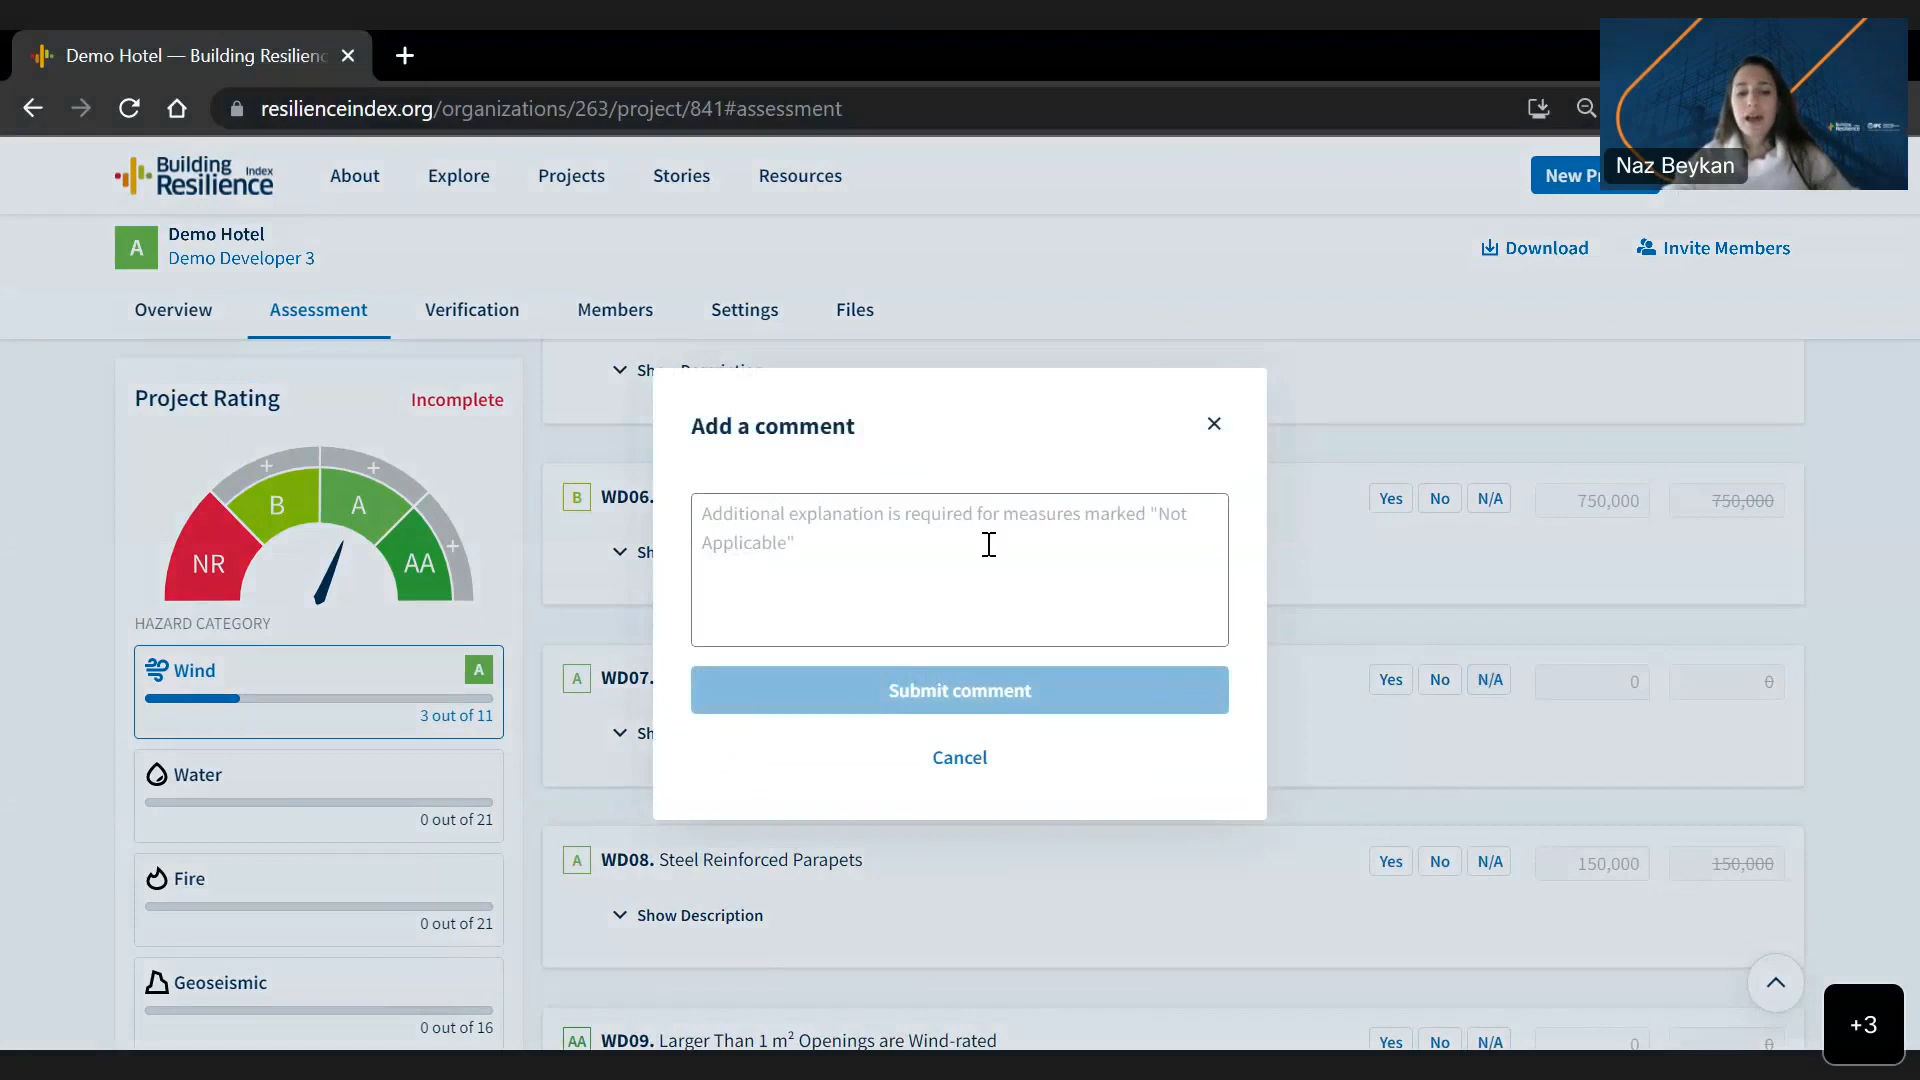 Demo Hotel — Building Resilienc
resilienceindex.org/organizations/263/project/841#assessment
Naz Beykan
Building
Resilience Index
About
Explore
Projects
Stories
Resources
New Pr
A
Demo Hotel
Demo Developer 3
Download
Invite Members
Overview
Assessment
Verification
Members
Settings
Files
Project Rating
Incomplete
NR
B
A
AA
+
+
+
HAZARD CATEGORY
Wind
A
3 out of 11
Water
0 out of 21
Fire
0 out of 21
Geoseismic
0 out of 16
Add a comment
Additional explanation is required for measures marked "Not
Applicable"
Submit comment
Cancel
B WD06.
Yes No N/A 750,000 750,000
Sh
A WD07.
Yes No N/A 0 0
Sh
A WD08. Steel Reinforced Parapets
Yes No N/A 150,000 150,000
Show Description
AA WD09. Larger Than 1 m² Openings are Wind-rated
Yes No N/A 0 0
+3